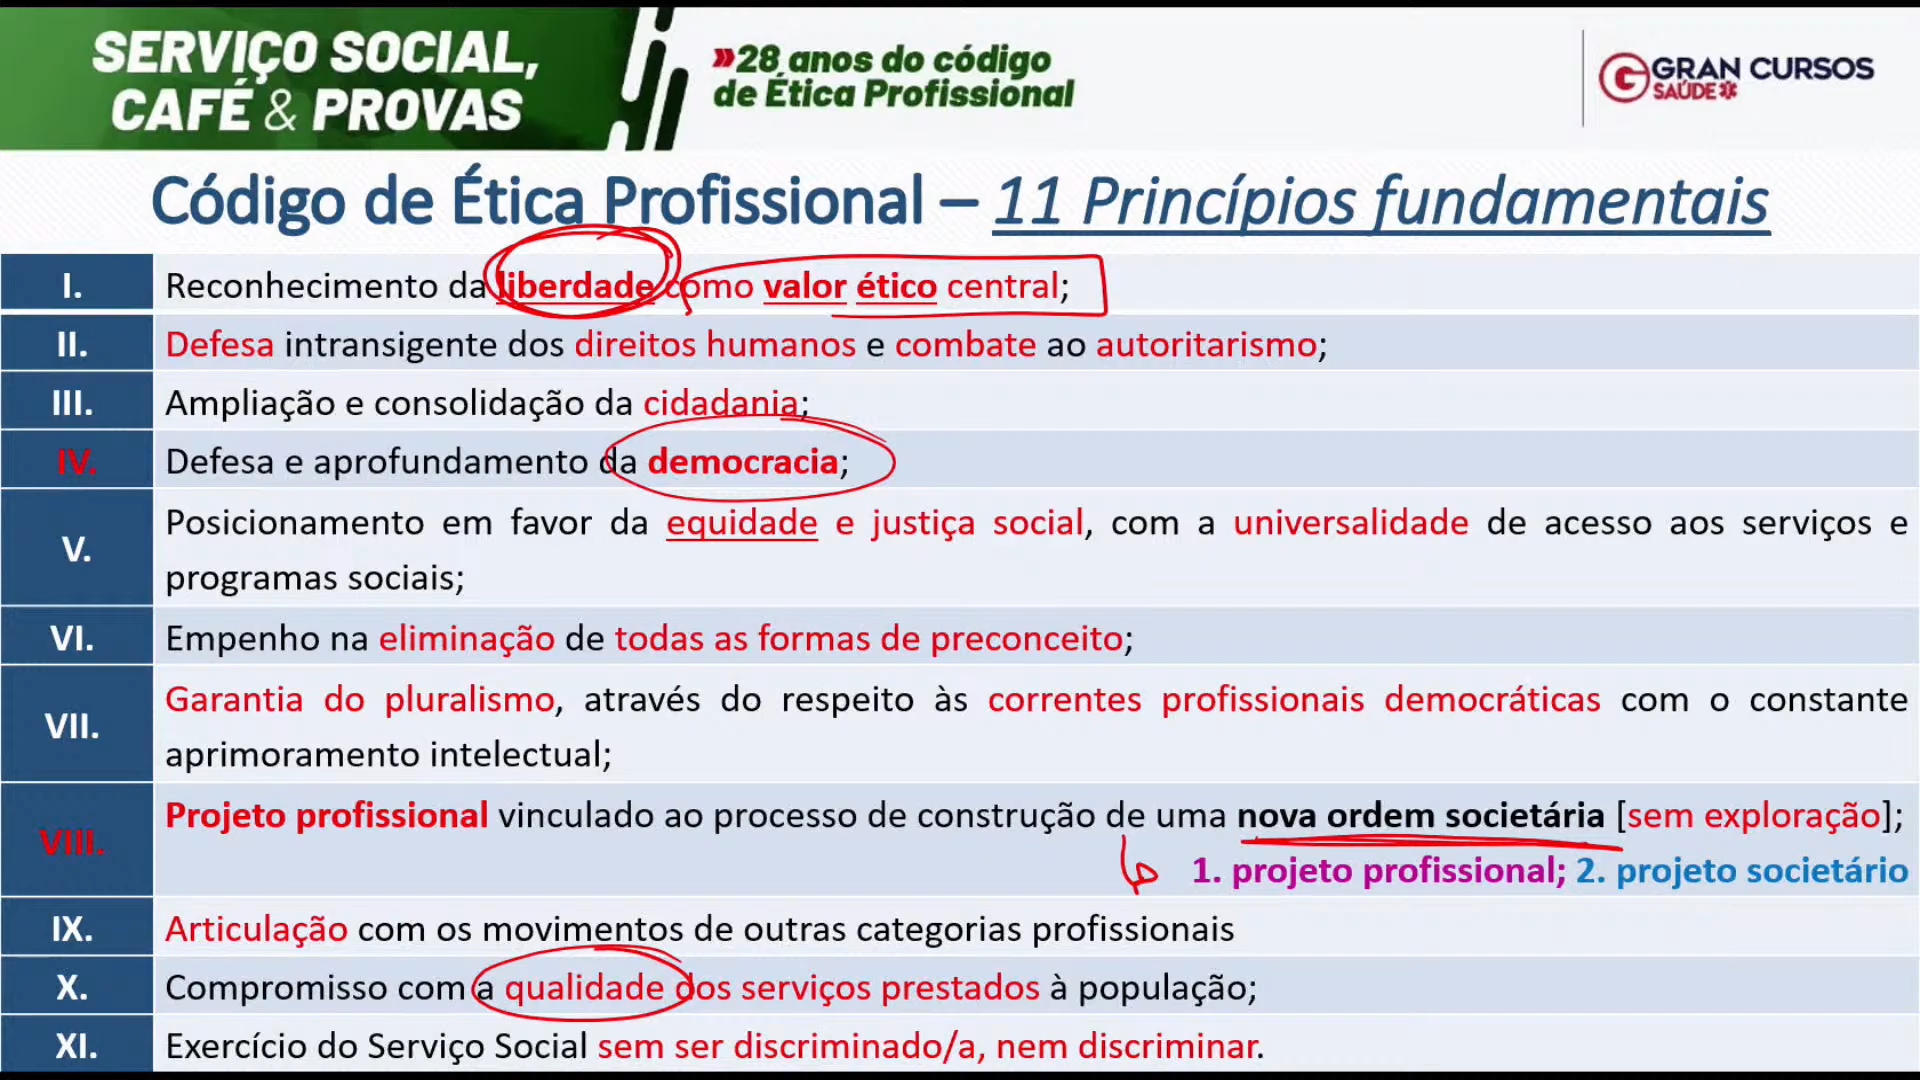 SERVIÇO SOCIAL,
CAFÉ & PROVAS
»28 anos do código
de Ética Profissional
GRAN CURSOS
SAÚDE
Código de Ética Profissional – 11 Princípios fundamentais
I. Reconhecimento da liberdade como valor ético central;
II. Defesa intransigente dos direitos humanos e combate ao autoritarismo;
III. Ampliação e consolidação da cidadania;
IV. Defesa e aprofundamento da democracia;
V. Posicionamento em favor da equidade e justiça social, com a universalidade de acesso aos serviços e
programas sociais;
VI. Empenho na eliminação de todas as formas de preconceito;
VII. Garantia do pluralismo, através do respeito às correntes profissionais democráticas com o constante
aprimoramento intelectual;
VIII. Projeto profissional vinculado ao processo de construção de uma nova ordem societária [sem exploração];
1. projeto profissional; 2. projeto societário
IX. Articulação com os movimentos de outras categorias profissionais
X. Compromisso com a qualidade dos serviços prestados à população;
XI. Exercício do Serviço Social sem ser discriminado/a, nem discriminar.